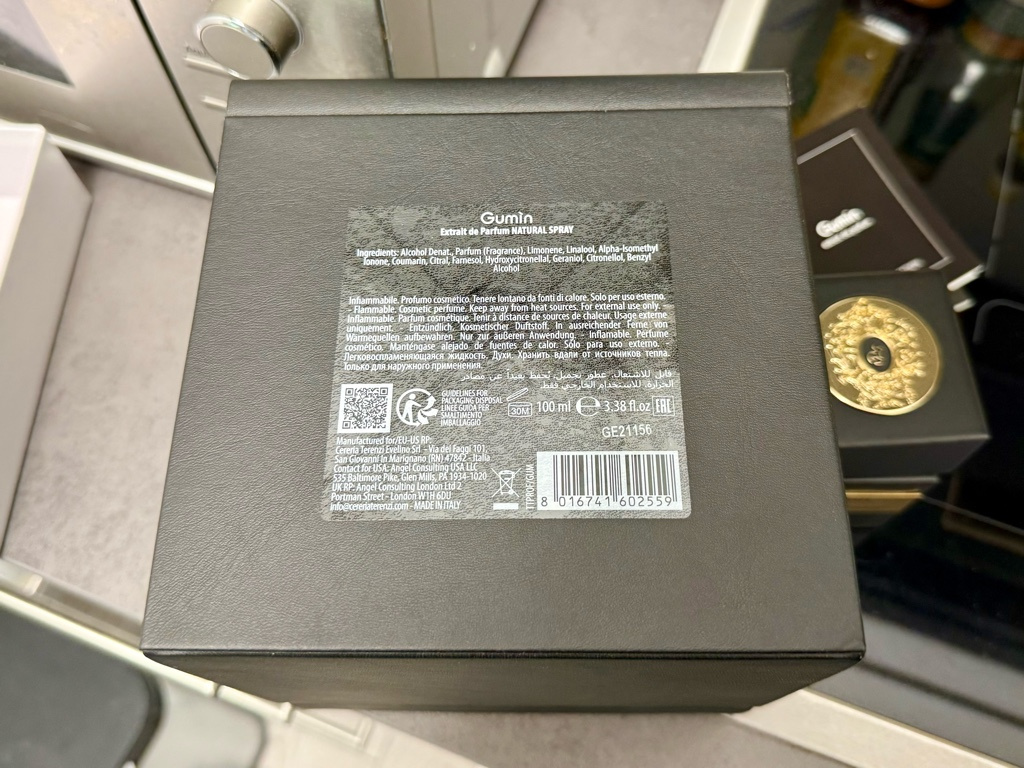 Gumìn
Extrait de Parfum NATURAL SPRAY
Ingredients: Alcohol Denat., Parfum (Fragrance), Limonene, Linalool, Alpha-Isomethyl
Ionone, Coumarin, Citral, Farnesol, Hydroxycitronellal, Geraniol, Citronellol, Benzyl
Alcohol
Infiammabile. Profumo cosmetico. Tenere lontano da fonti di calore. Solo per uso esterno.
- Flammable. Cosmetic perfume. Keep away from heat sources. For external use only. -
Inflammable. Parfum cosmétique. Tenir à distance de sources de chaleur. Usage externe
uniquement. - Entzündlich. Kosmetischer Duftstoff. In ausreichender Ferne von
Wärmequellen aufbewahren. Nur zur äußeren Anwendung. - Inflamable. Perfume
cosmético. Manténgase alejado de fuentes de calor. Sólo para uso externo. -
Легковоспламеняющаяся жидкость. Духи. Хранить вдали от источников тепла.
Только для наружного применения.
قابل للاشتعال. عطور تجميل. يُحفظ بعيدا عن مصادر
الحرارة. للاستخدام الخارجي فقط.
GUIDELINES FOR
PACKAGING DISPOSAL
LINEE GUIDA PER
SMALTIMENTO
IMBALLAGGIO
30M 100 ml ℮ 3,38 fl.oz EAC
GE21156
Manufactured for/EU-US RP:
Cereria Terenzi Evelino Srl - Via dei Faggi 101,
San Giovanni In Marignano (RN) 47842 - Italia
Contact for USA: Angel Consulting USA LLC
535 Baltimore Pike, Glen Mills, PA 1934-1020
UK RP: Angel Consulting London Ltd 2
Portman Street - London W1H 6DU
info@cereriaterenzi.com - MADE IN ITALY
TTPROFGUM
8 016741 602559
Gumìn